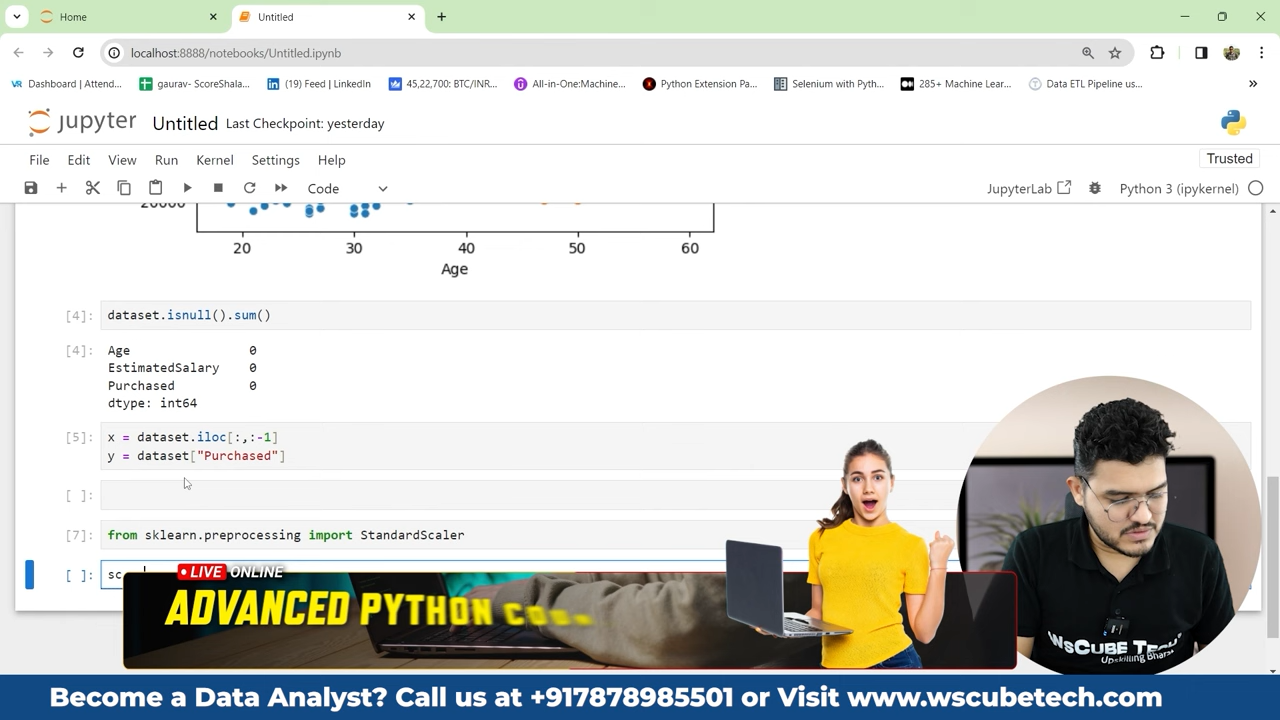 Home
Untitled
localhost:8888/notebooks/Untitled.ipynb
Dashboard | Attend...
gaurav- ScoreShala...
(19) Feed | LinkedIn
45,22,700: BTC/INR...
All-in-One:Machine...
Python Extension Pa...
Selenium with Pyth...
285+ Machine Lear...
Data ETL Pipeline us...
jupyter Untitled Last Checkpoint: yesterday
File Edit View Run Kernel Settings Help
Trusted
Code
JupyterLab
Python 3 (ipykernel)
20000
20 30 40 50 60
Age
[4]: dataset.isnull().sum()
[4]: Age 0
EstimatedSalary 0
Purchased 0
dtype: int64
[5]: x = dataset.iloc[:,:-1]
y = dataset["Purchased"]
[ ]:
[7]: from sklearn.preprocessing import StandardScaler
[ ]: sc
LIVE ONLINE
ADVANCED PYTHON
WsCube Tech
Upskilling Bharat
Become a Data Analyst? Call us at +917878985501 or Visit www.wscubetech.com